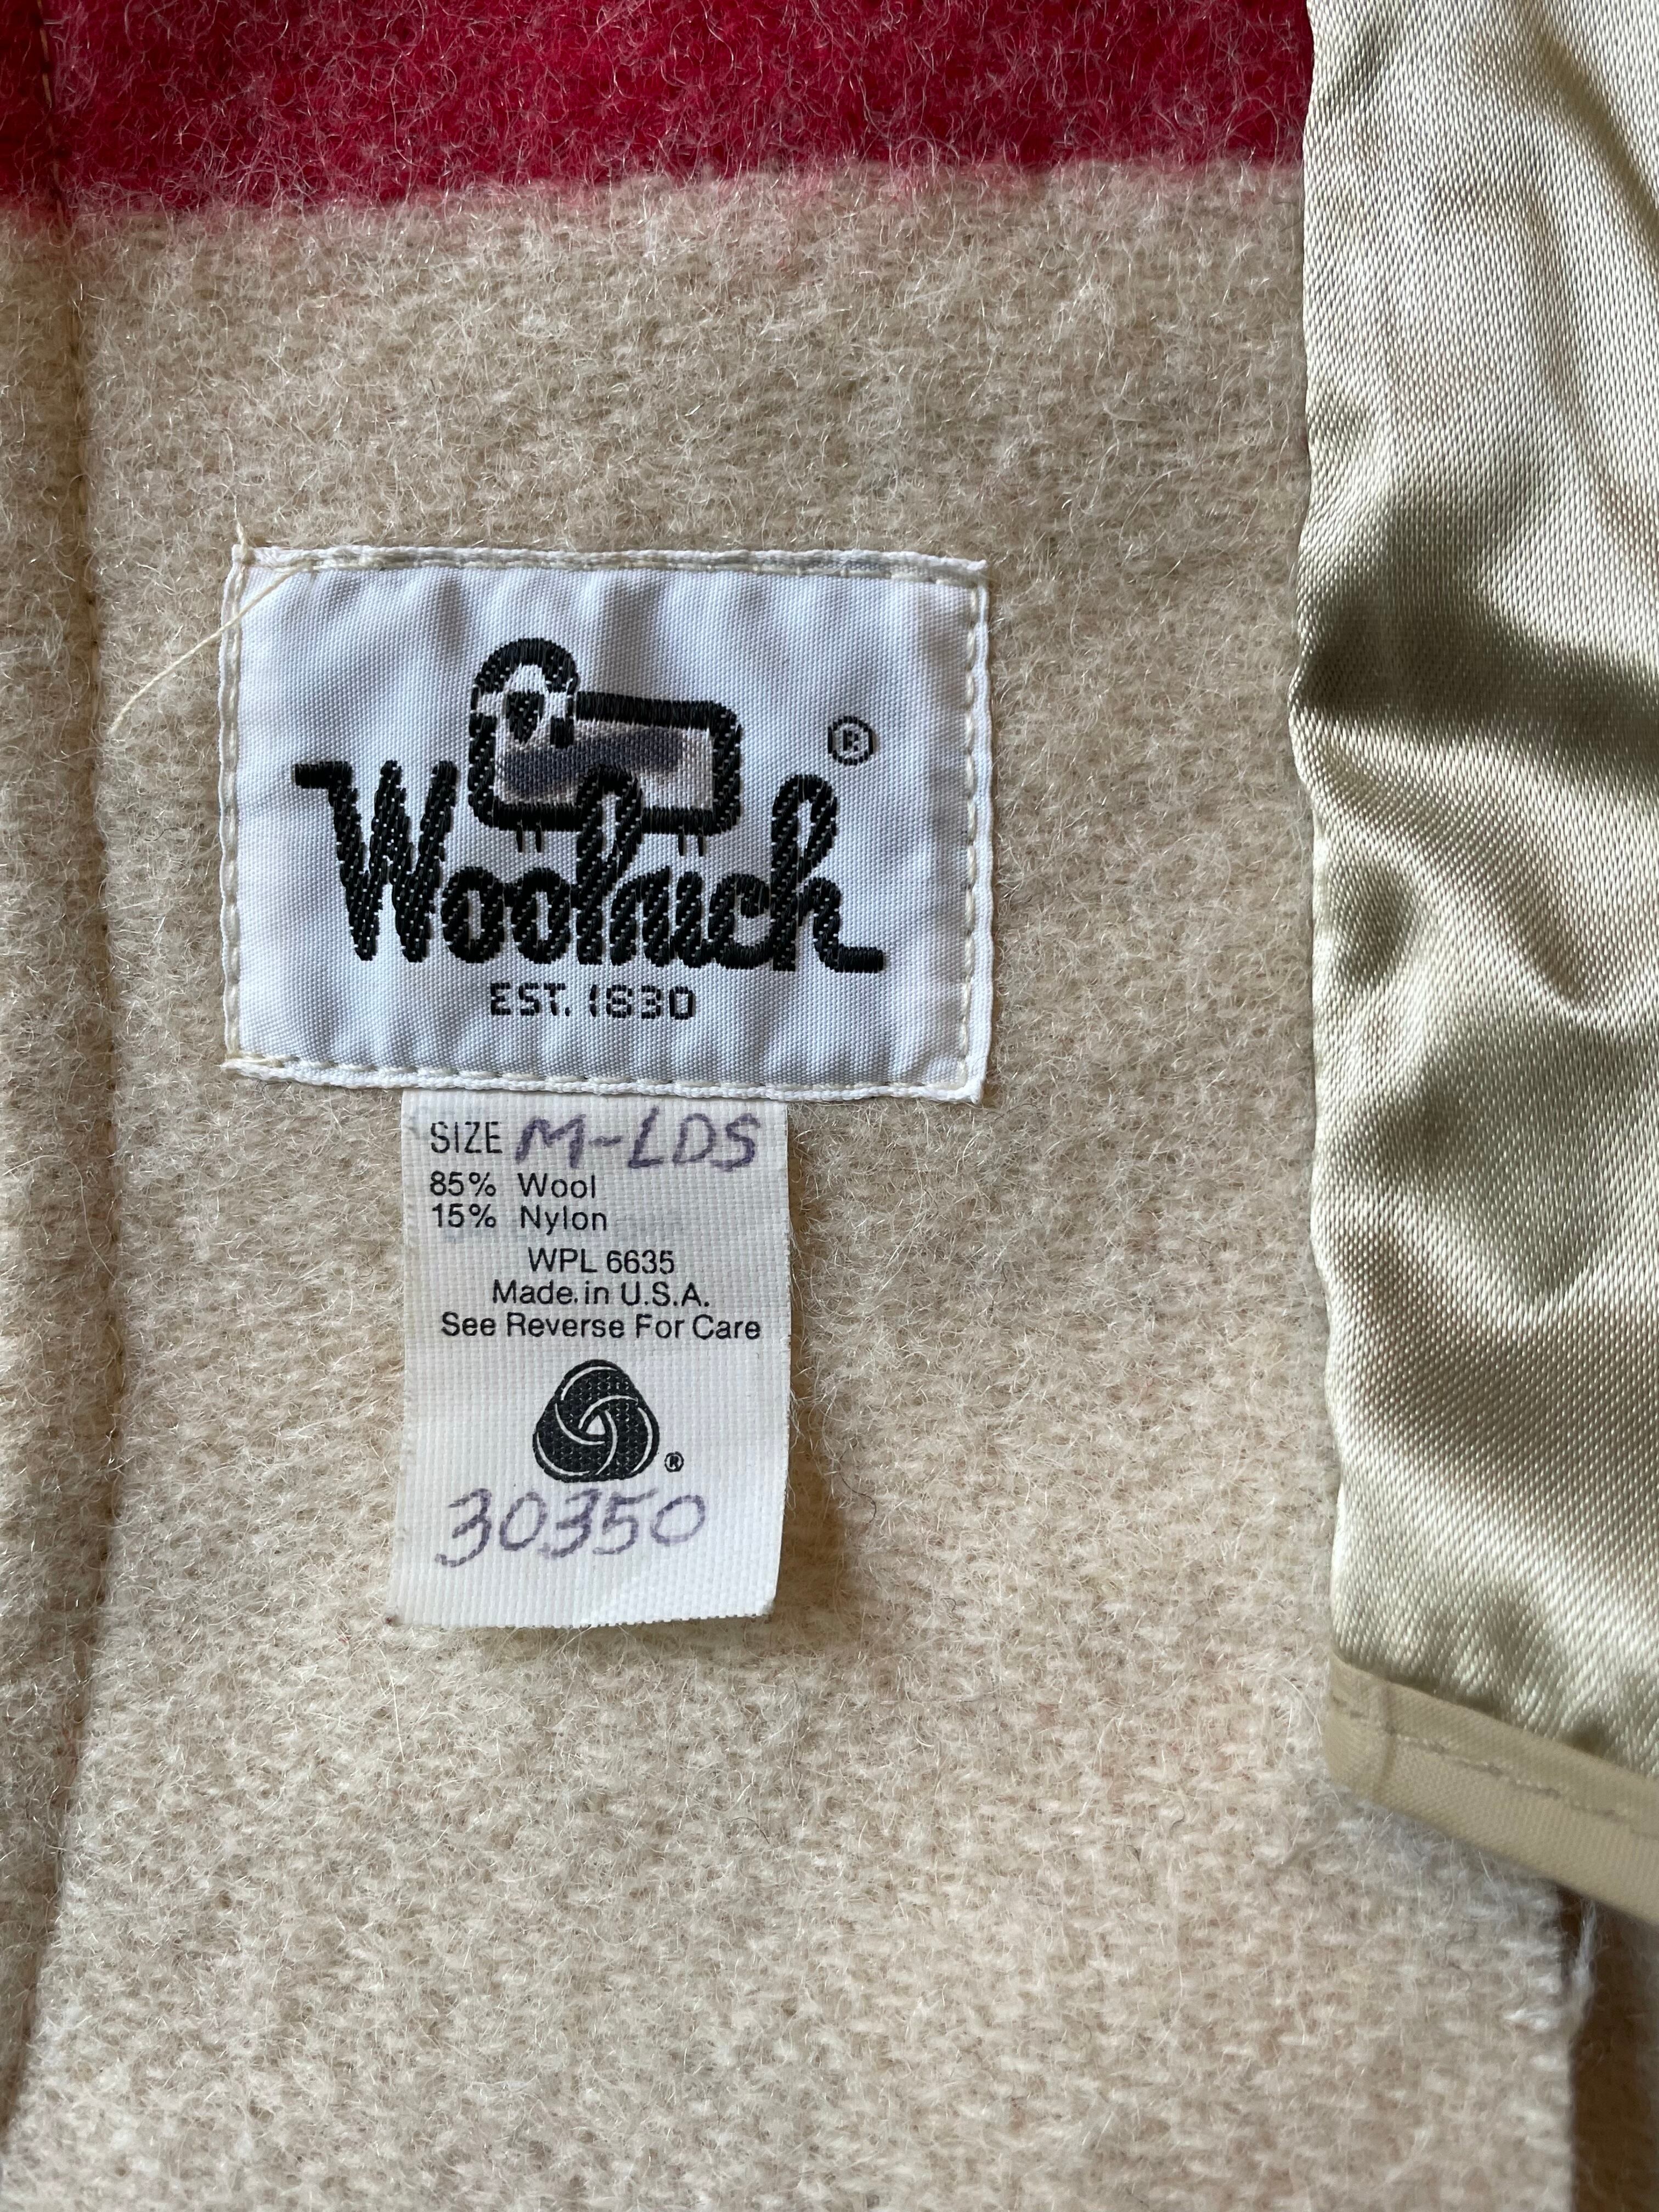 Woolrich ®
EST. 1830
SIZE M-LDS
85% Wool
15% Nylon
WPL 6635
Made in U.S.A.
See Reverse For Care
®
30350